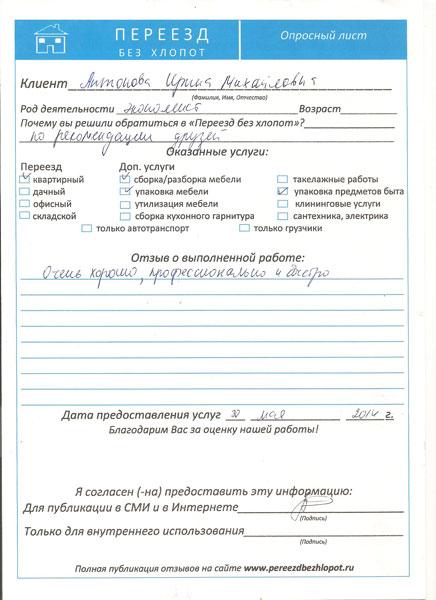 ПЕРЕЕЗД
БЕЗ ХЛОПОТ
Опросный лист
Клиент Антонова Ирина Михайловна
(Фамилия, Имя, Отчество)
Род деятельности экономист Возраст
Почему вы решили обратиться в «Переезд без хлопот»?
по рекомендации друзей
Оказанные услуги:
Переезд Доп. услуги
квартирный сборка/разборка мебели такелажные работы
дачный упаковка мебели упаковка предметов быта
офисный утилизация мебели клининговые услуги
складской сборка кухонного гарнитура сантехника, электрика
только автотранспорт только грузчики
Отзыв о выполненной работе:
Очень хорошо, профессионально и быстро
Дата предоставления услуг 30 мая 2014 г.
Благодарим Вас за оценку нашей работы!
Я согласен (-на) предоставить эту информацию:
Для публикации в СМИ и в Интернете
(Подпись)
Только для внутреннего использования
(Подпись)
Полная публикация отзывов на сайте www.pereezdbezhlopot.ru